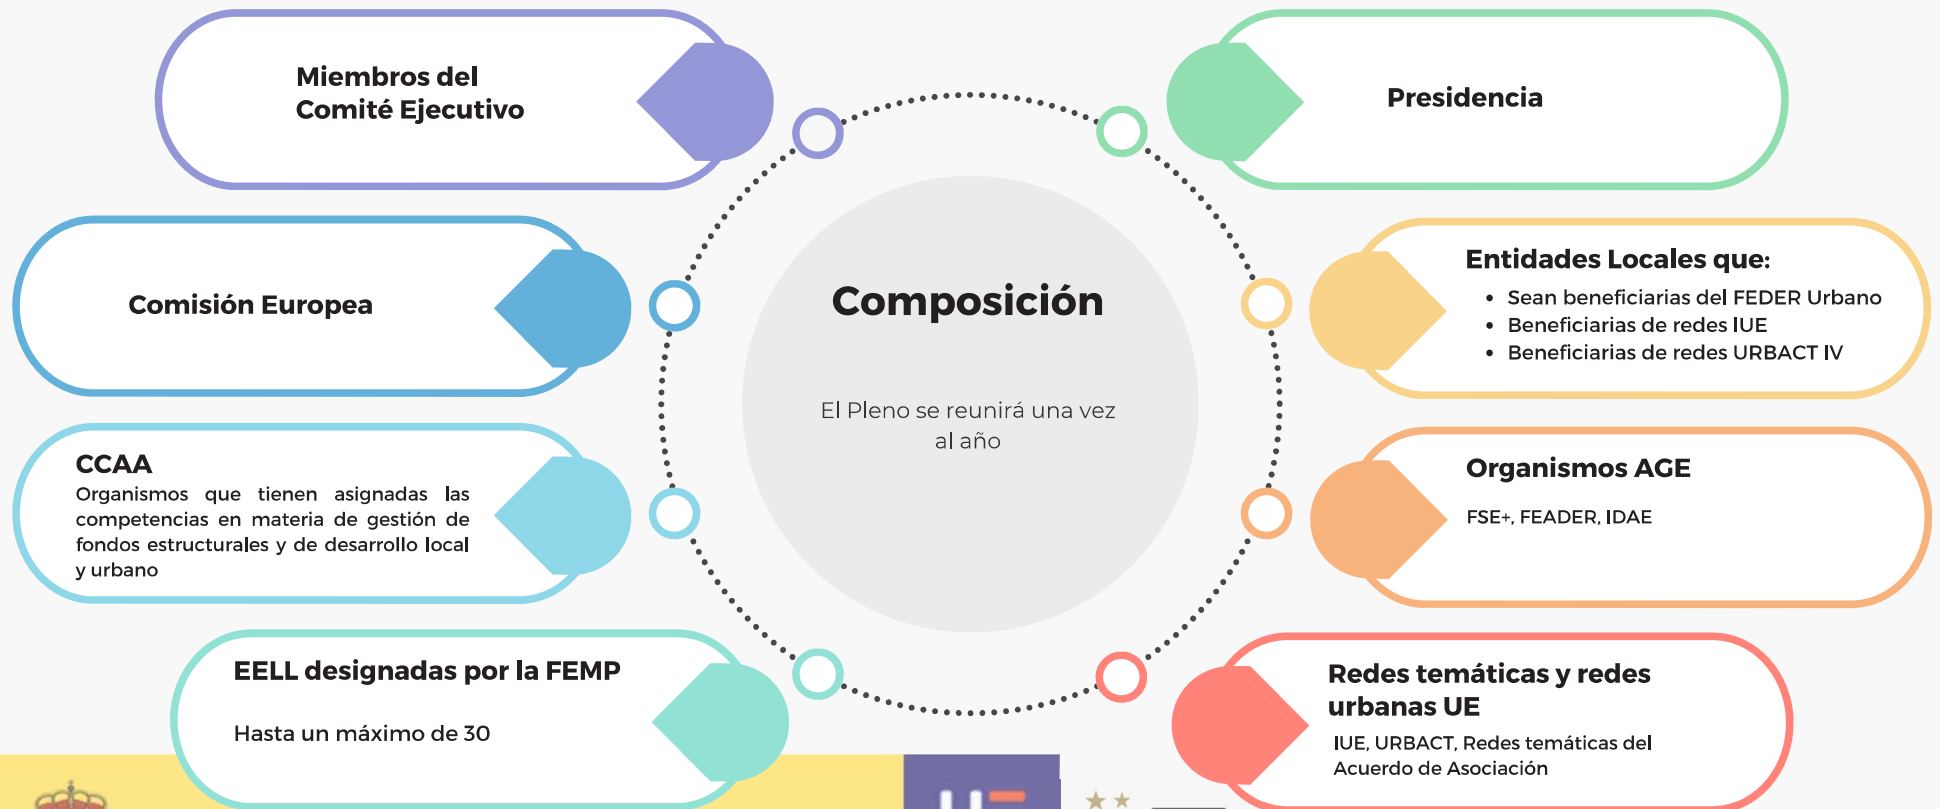 Miembros del
Comité Ejecutivo
Presidencia
Comisión Europea
Composición
El Pleno se reunirá una vez
al año
Entidades Locales que:
• Sean beneficiarias del FEDER Urbano
• Beneficiarias de redes IUE
• Beneficiarias de redes URBACT IV
CCAA
Organismos que tienen asignadas las
competencias en materia de gestión de
fondos estructurales y de desarrollo local
y urbano
Organismos AGE
FSE+, FEADER, IDAE
EELL designadas por la FEMP
Hasta un máximo de 30
Redes temáticas y redes
urbanas UE
IUE, URBACT, Redes temáticas del
Acuerdo de Asociación